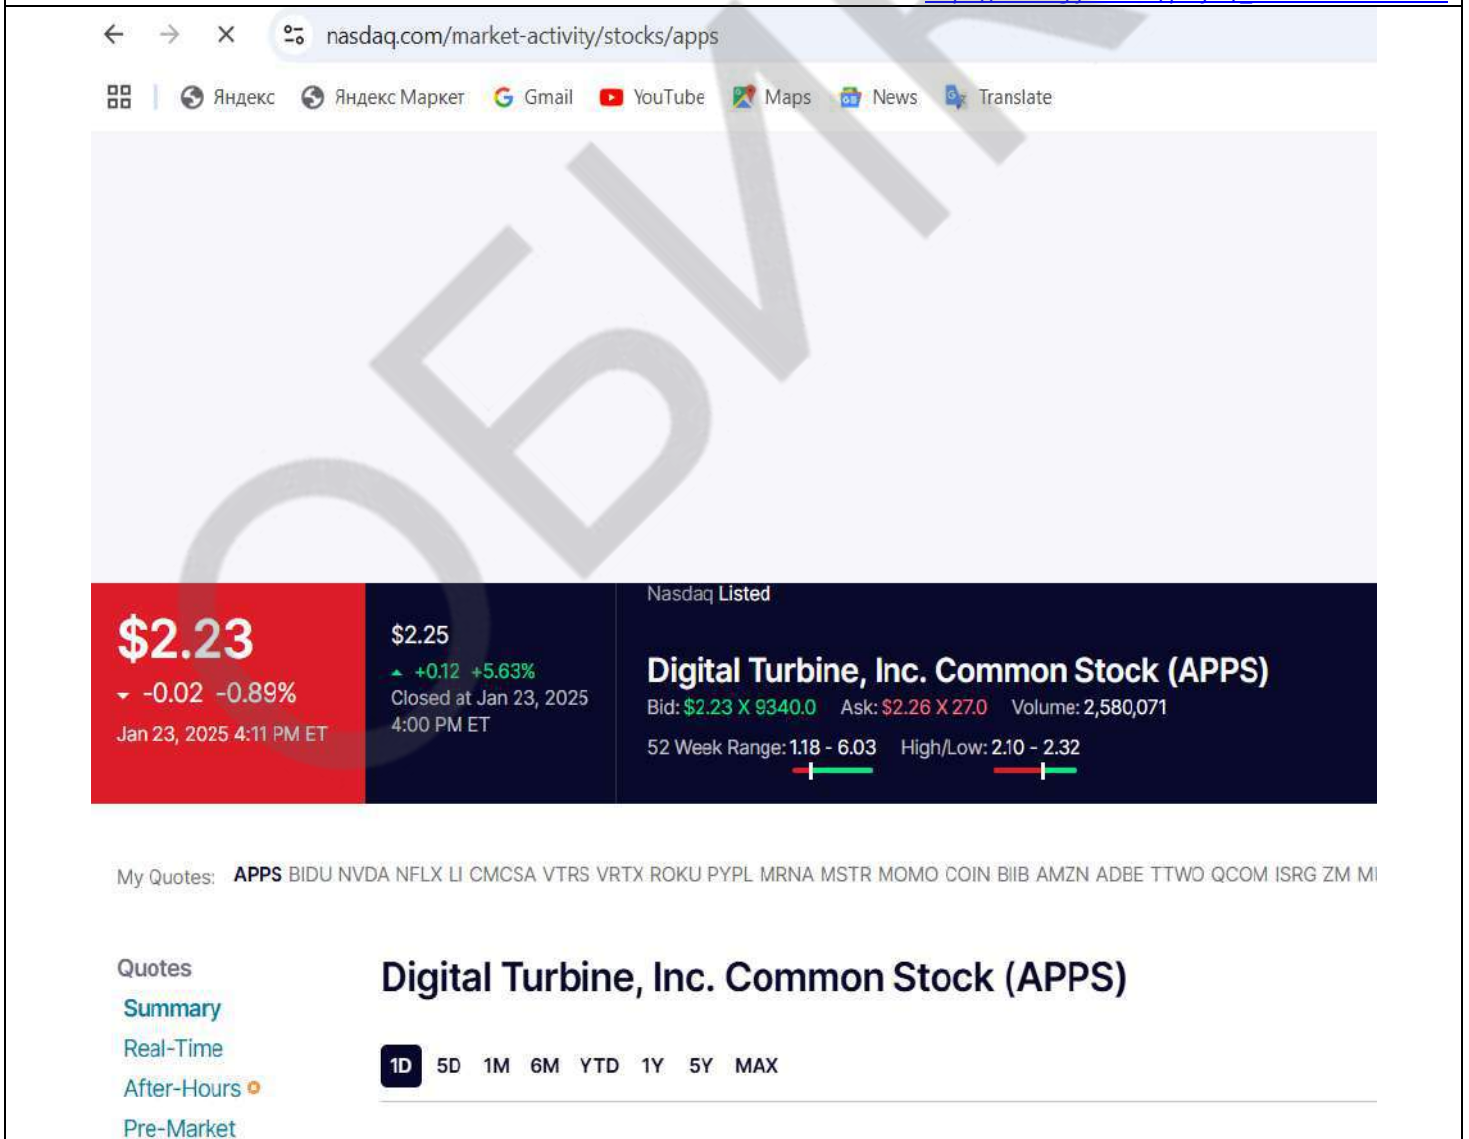 nasdaq.com/market-activity/stocks/apps
Яндекс Яндекс Маркет Gmail YouTube Maps News Translate
ОБИ
Nasdaq Listed
$2.23
-0.02 -0.89%
Jan 23, 2025 4:11 PM ET
$2.25
+0.12 +5.63%
Closed at Jan 23, 2025
4:00 PM ET
Digital Turbine, Inc. Common Stock (APPS)
Bid: $2.23 X 9340.0 Ask: $2.26 X 27.0 Volume: 2,580,071
52 Week Range: 1.18 - 6.03 High/Low: 2.10 - 2.32
My Quotes: APPS BIDU NVDA NFLX LI CMCSA VTRS VRTX ROKU PYPL MRNA MSTR MOMO COIN BIIB AMZN ADBE TTWO QCOM ISRG ZM
Quotes
Summary
Real-Time
After-Hours
Pre-Market
Digital Turbine, Inc. Common Stock (APPS)
1D 5D 1M 6M YTD 1Y 5Y MAX